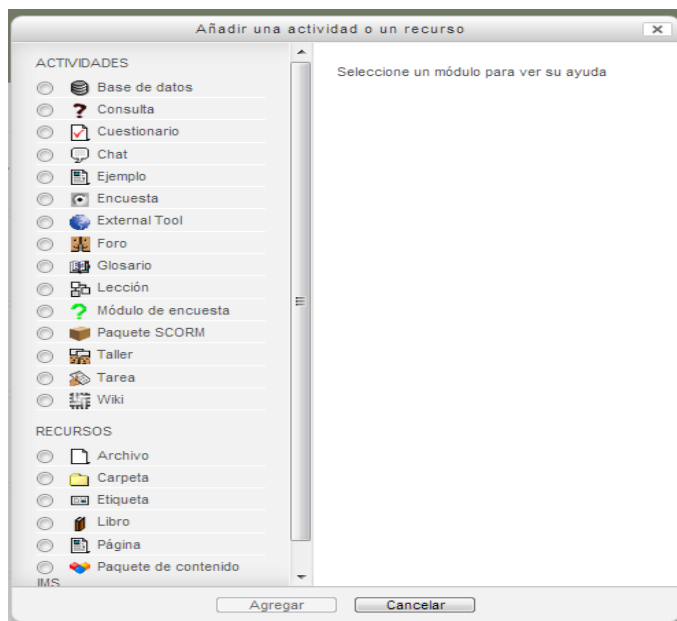 Añadir una actividad o un recurso
ACTIVIDADES
Base de datos
Consulta
Cuestionario
Chat
Ejemplo
Encuesta
External Tool
Foro
Glosario
Lección
Módulo de encuesta
Paquete SCORM
Taller
Tarea
Wiki
RECURSOS
Archivo
Carpeta
Etiqueta
Libro
Página
Paquete de contenido
IMS
Seleccione un módulo para ver su ayuda
Agregar
Cancelar